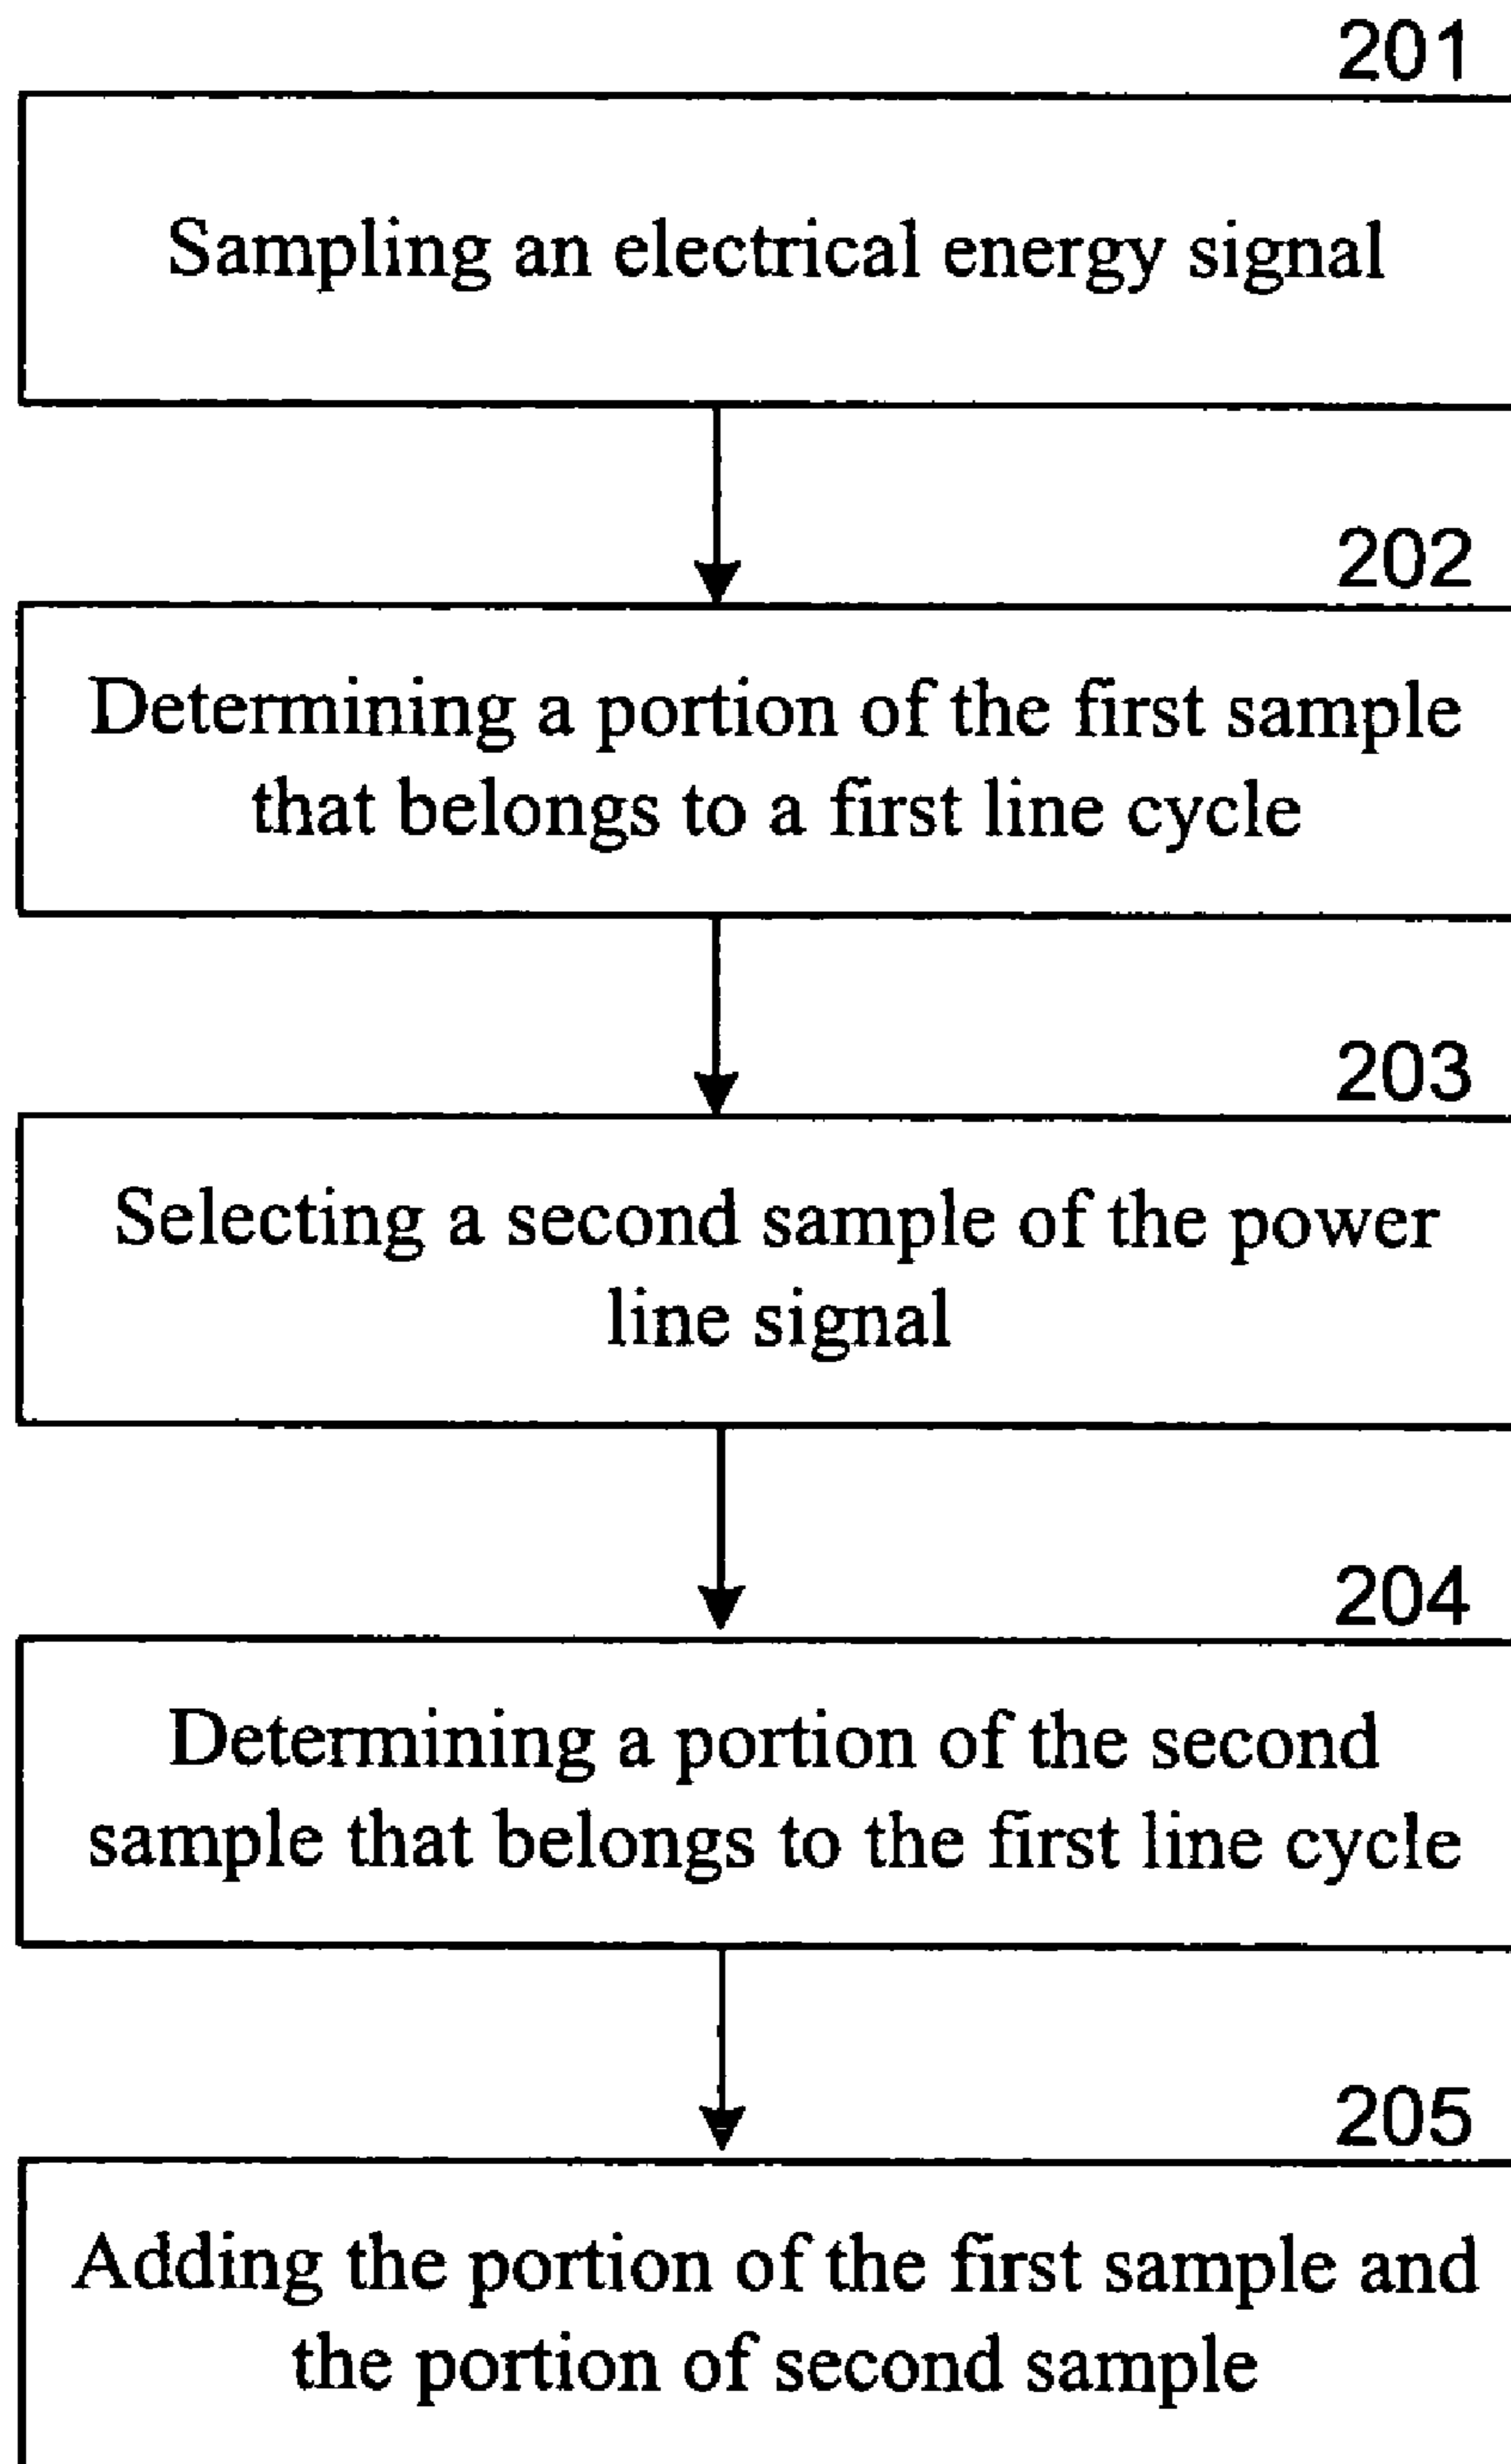 201
Sampling an electrical energy signal
202
Determining a portion of the first sample
that belongs to a first line cycle
203
Selecting a second sample of the power
line signal
204
Determining a portion of the second
sample that belongs to the first line cycle
205
Adding the portion of the first sample and
the portion of second sample